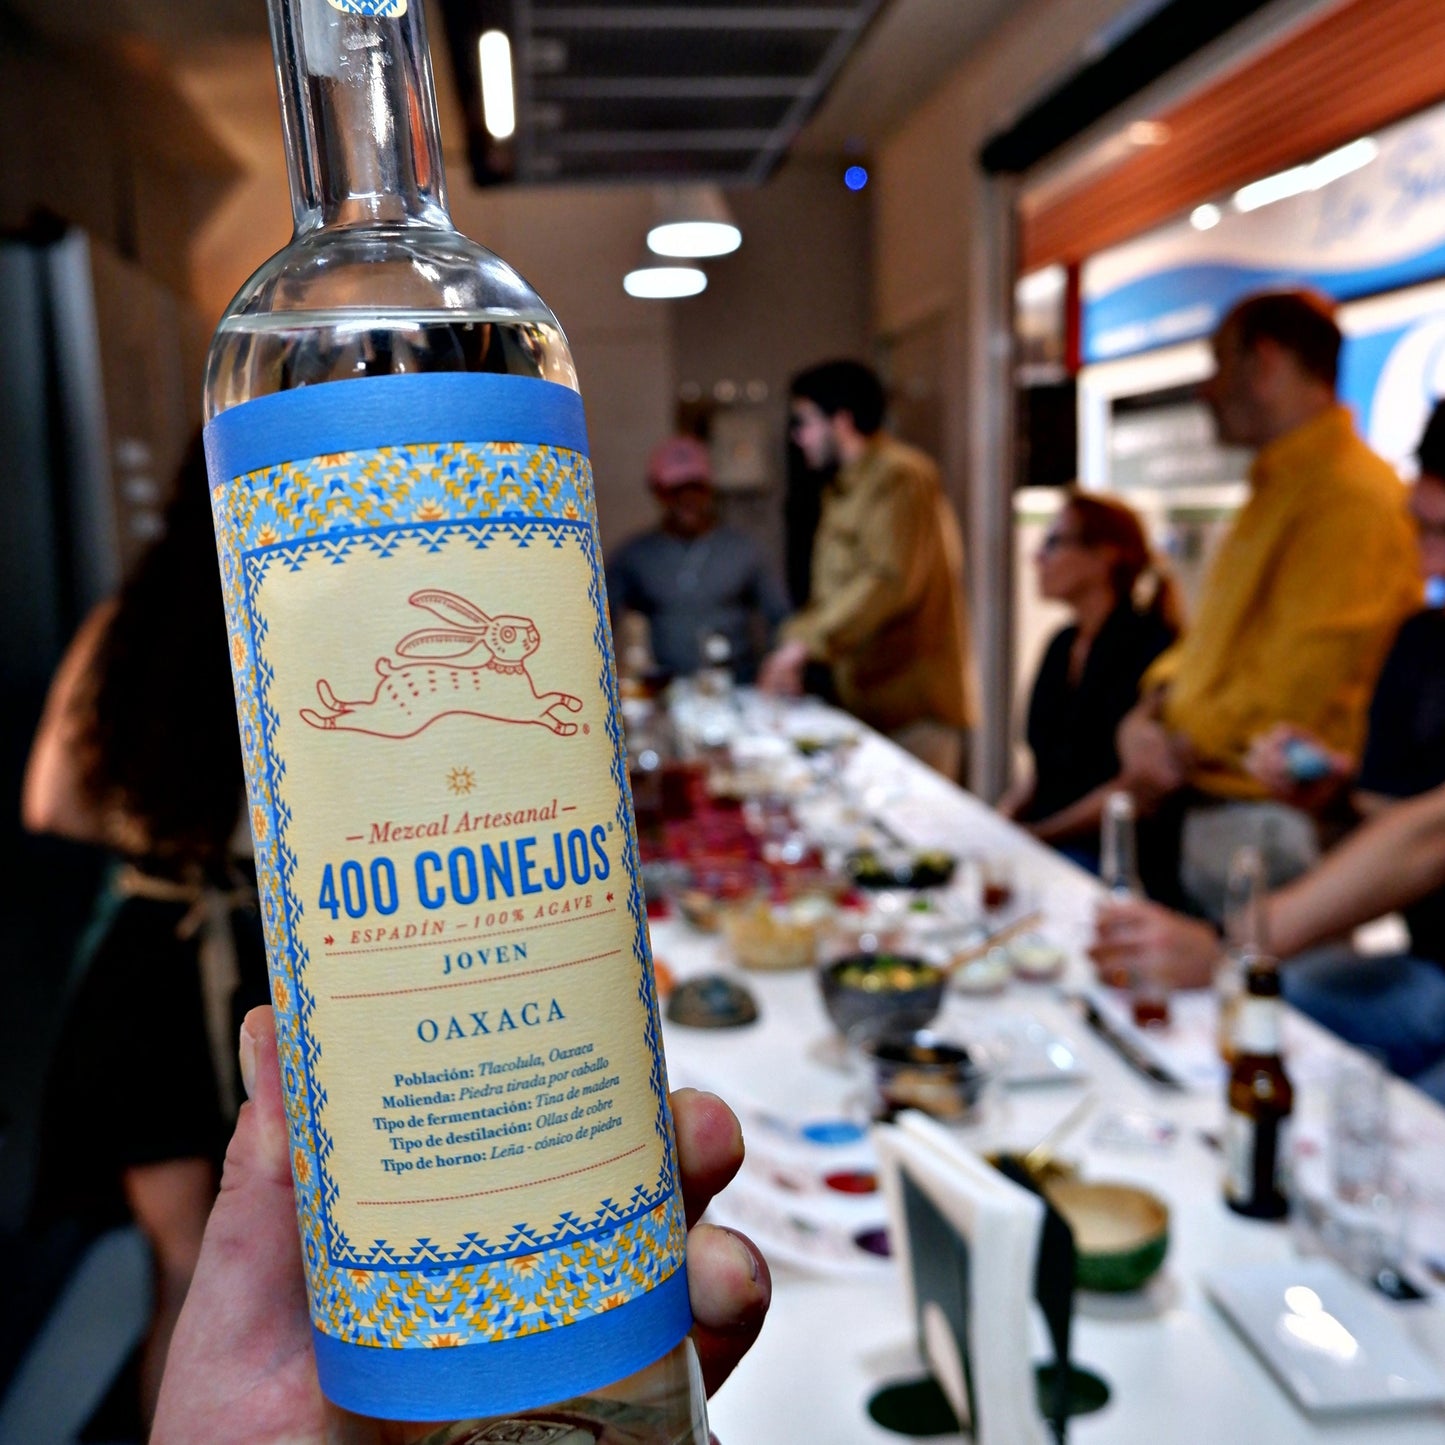 — Mezcal Artesanal —
400 CONEJOS®
ESPADÍN — 100% AGAVE
JOVEN
OAXACA
Población: Tlacolula, Oaxaca
Molienda: Piedra tirada por caballo
Tipo de fermentación: Tina de madera
Tipo de destilación: Ollas de cobre
Tipo de horno: Leña - cónico de piedra